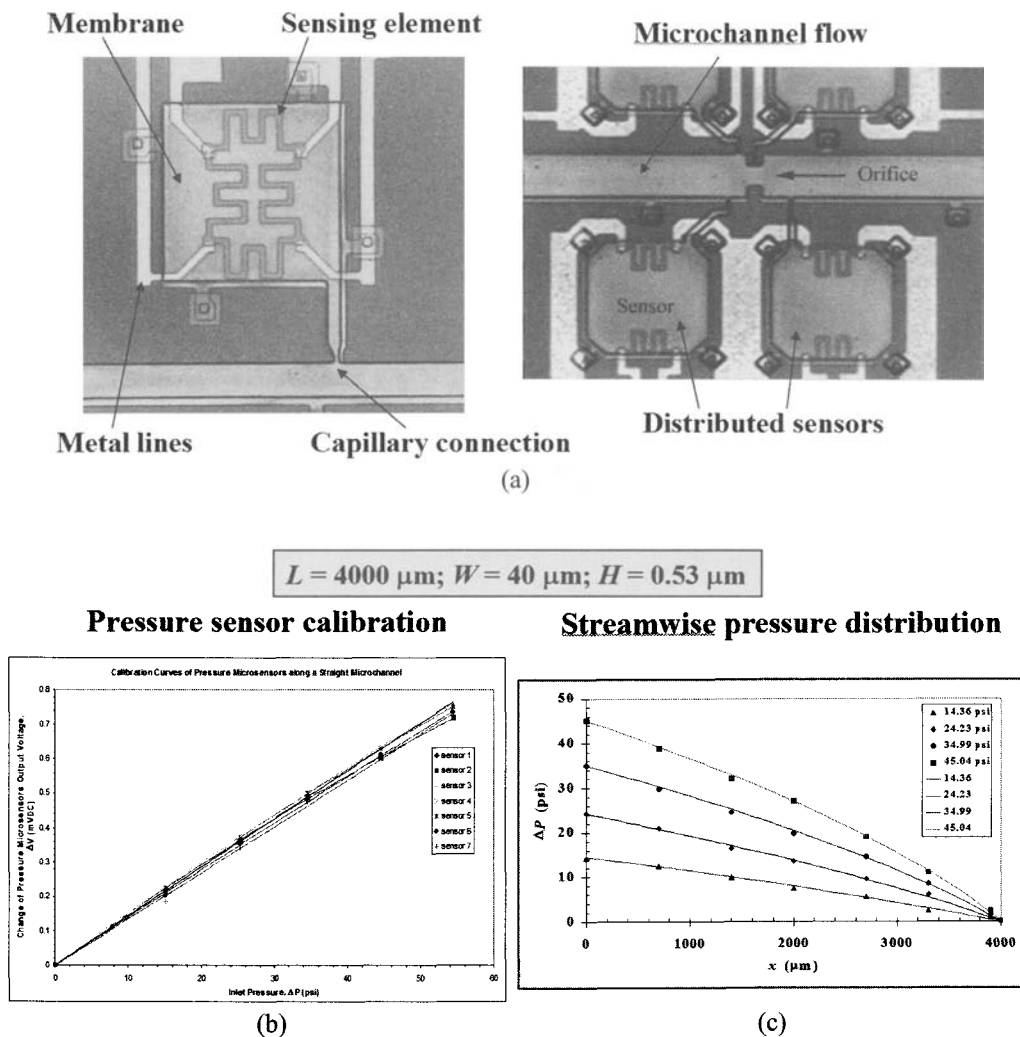 Membrane
Sensing element
Microchannel flow
Orifice
Sensor
Metal lines
Capillary connection
Distributed sensors
(a)
L = 4000 μm; W = 40 μm; H = 0.53 μm
Pressure sensor calibration
Calibration Curves of Pressure Microsensors along a Straight Microchannel
Change of Pressure Microsensors Output Voltage,
ΔV (mVDC)
0.8
0.7
0.6
0.5
0.4
0.3
0.2
0.1
0
0
10
20
30
40
50
60
Inlet Pressure, ΔP (psi)
sensor 1
sensor 2
sensor 3
sensor 4
sensor 5
sensor 6
sensor 7
(b)
Streamwise pressure distribution
ΔP (psi)
50
40
30
20
10
0
0
1000
2000
3000
4000
x (μm)
14.36 psi
24.23 psi
34.99 psi
45.04 psi
14.36
24.23
34.99
45.04
(c)